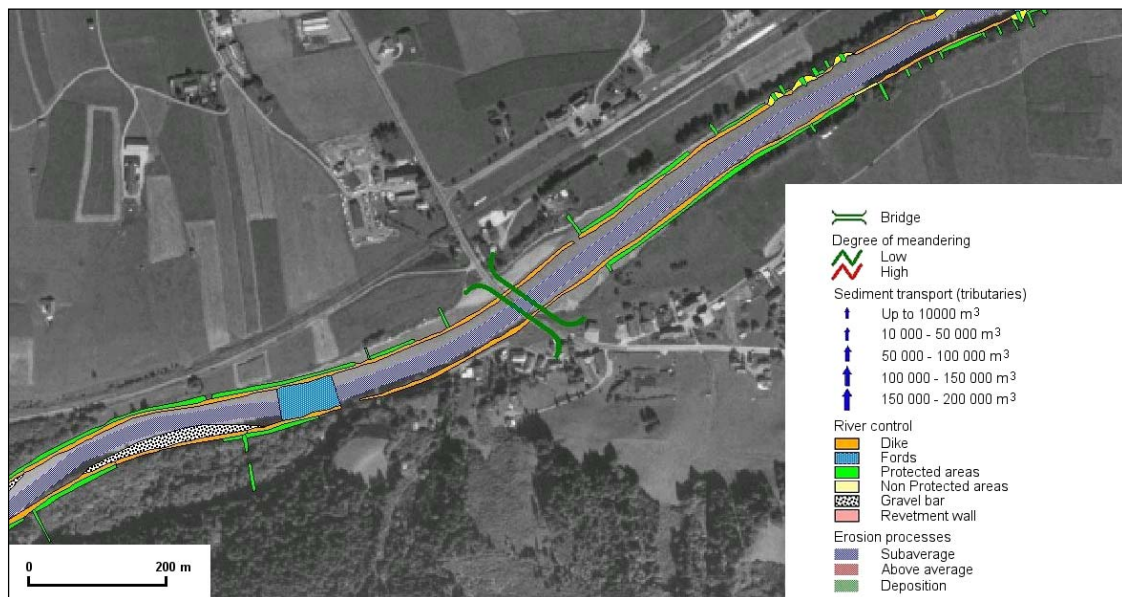 Bridge
Degree of meandering
Low
High
Sediment transport (tributaries)
Up to 10000 m³
10 000 - 50 000 m³
50 000 - 100 000 m³
100 000 - 150 000 m³
150 000 - 200 000 m³
River control
Dike
Fords
Protected areas
Non Protected areas
Gravel bar
Revetment wall
Erosion processes
Subaverage
Above average
Deposition
0 200 m